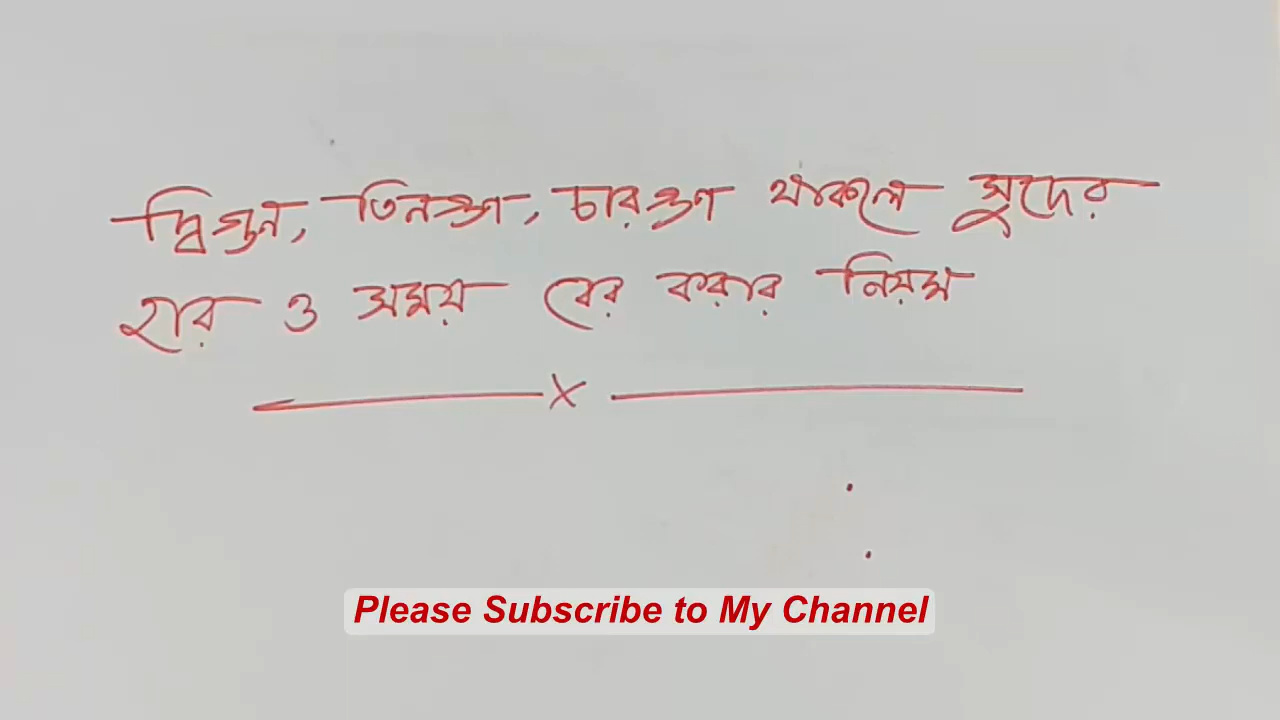 দ্বিগুন, তিনগুণ, চারগুণ থাকলে সুদের
হার ও সময় বের করার নিয়ম
x
Please Subscribe to My Channel